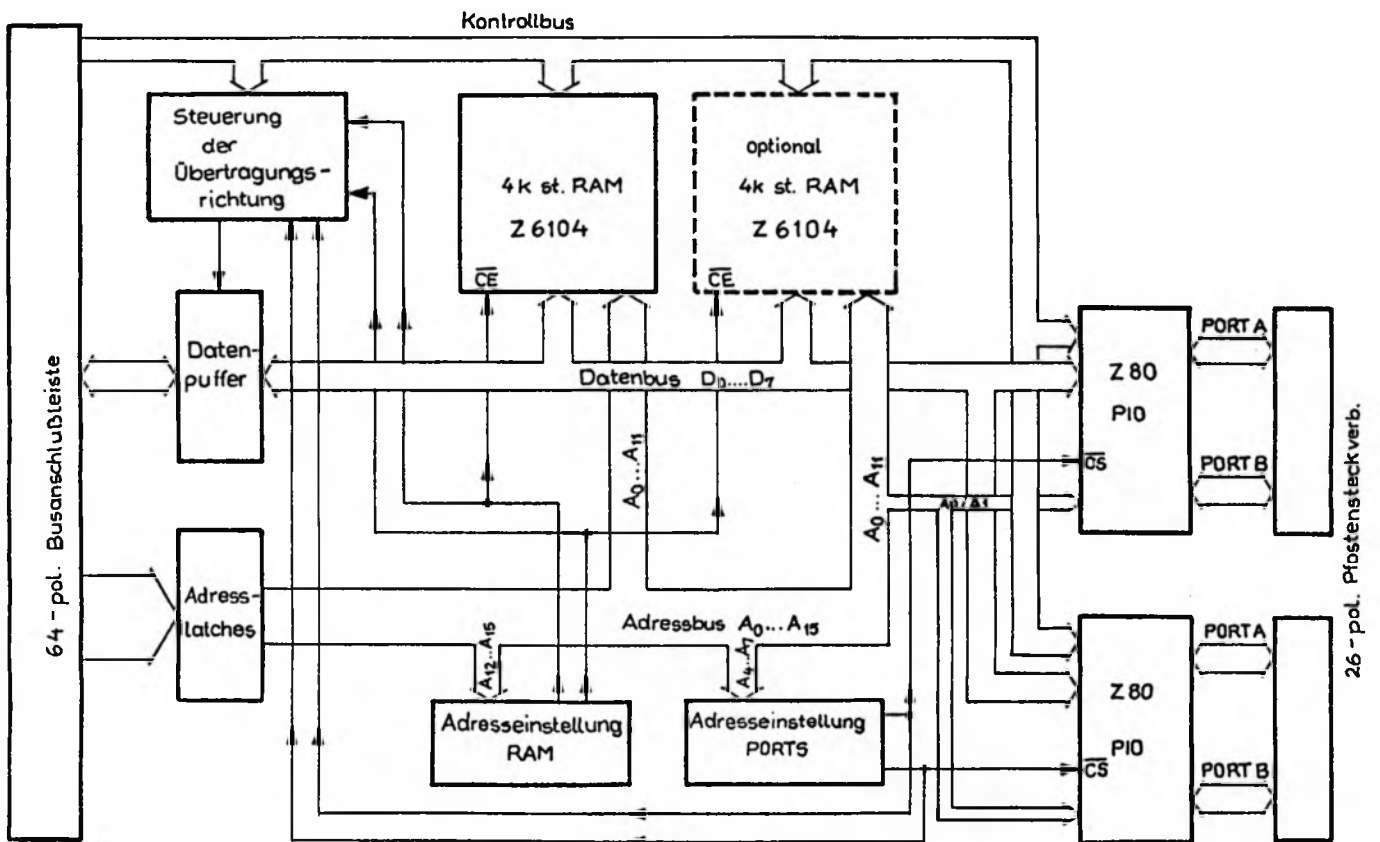 Kontrollbus
64-pol. Busanschlußleiste
Steuerung
der
Übertragungs-
richtung
4k st. RAM
Z 6104
CE
optional
4k st. RAM
Z 6104
CE
Daten-
puffer
Datenbus D0....D7
Z 80
PIO
CS
PORT A
PORT B
A0...A11
A0...A11
A0/A1
Adress-
latches
Adressbus A0...A15
A12..A15
A4..A7
Adresseinstellung
RAM
Adresseinstellung
PORTS
Z 80
PIO
CS
PORT A
PORT B
26-pol. Pfostensteckverb.